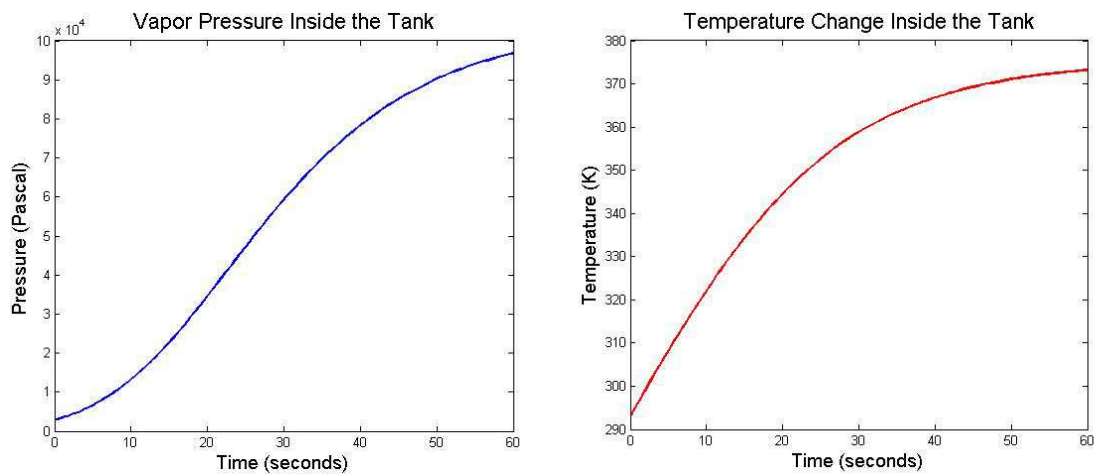 Vapor Pressure Inside the Tank
x 10⁴
10
9
8
7
6
5
4
3
2
1
0
Pressure (Pascal)
0 10 20 30 40 50 60
Time (seconds)
Temperature Change Inside the Tank
380
370
360
350
340
330
320
310
300
290
Temperature (K)
0 10 20 30 40 50 60
Time (seconds)